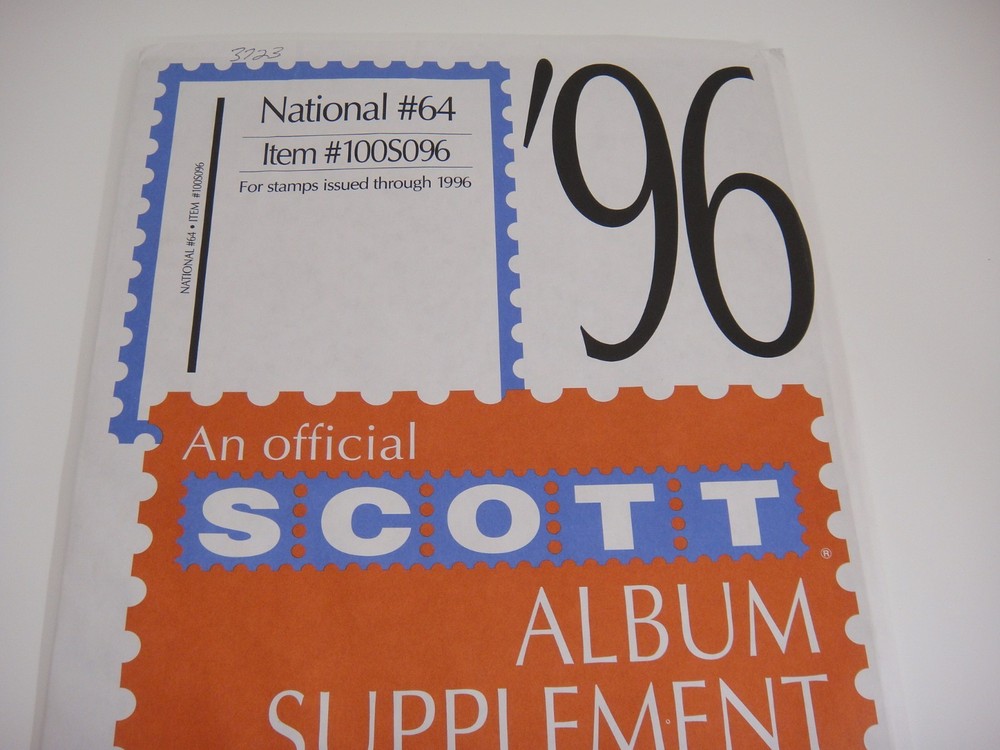 3723
National #64
Item #100S096
For stamps issued through 1996
NATIONAL #64 • ITEM #100S096
'96
An official
SCOTT®
ALBUM
SUPPLEMENT